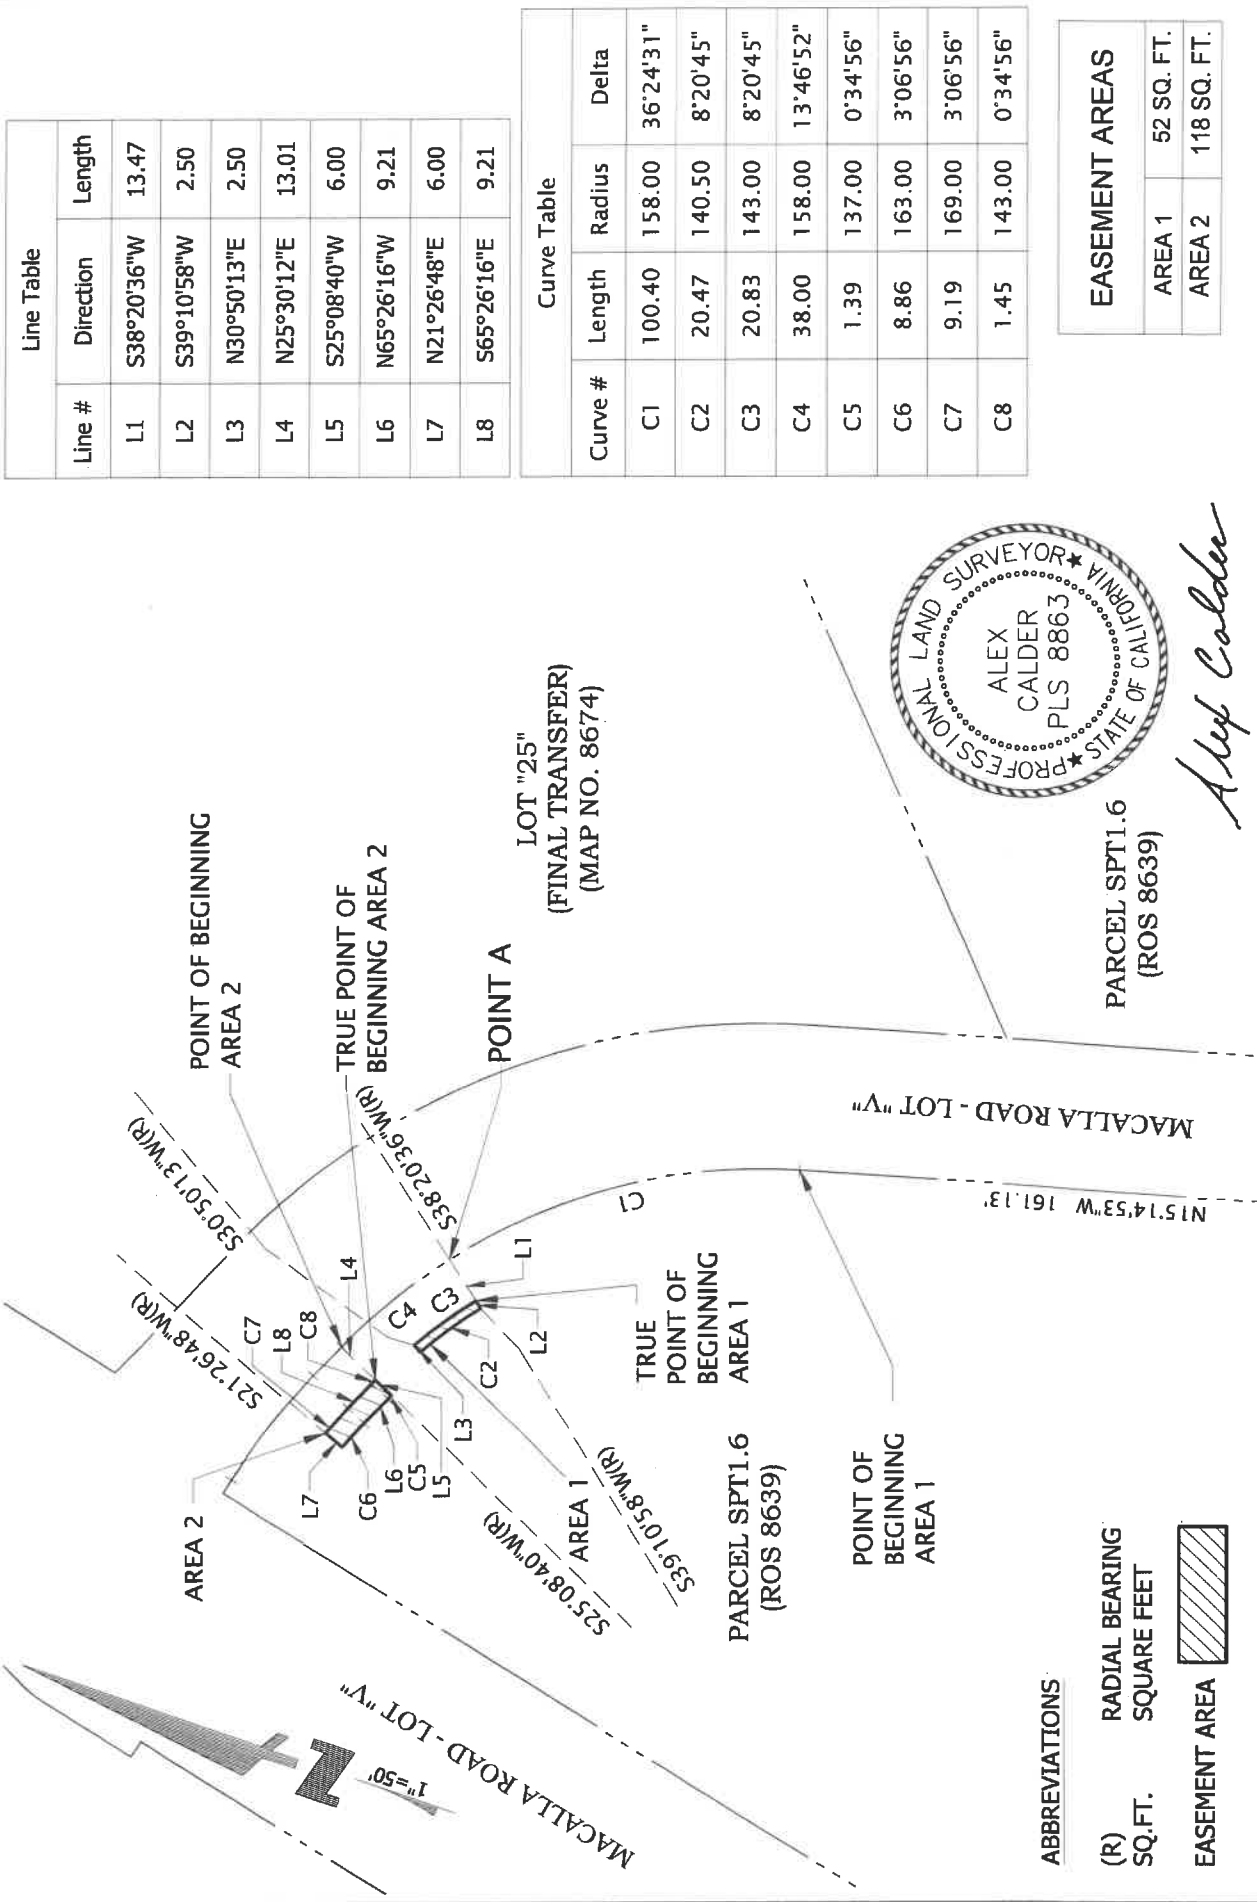 Line Table
Line # Direction Length
L1 S38°20'36"W 13.47
L2 S39°10'58"W 2.50
L3 N30°50'13"E 2.50
L4 N25°30'12"E 13.01
L5 S25°08'40"W 6.00
L6 N65°26'16"W 9.21
L7 N21°26'48"E 6.00
L8 S65°26'16"E 9.21
Curve Table
Curve # Length Radius Delta
C1 100.40 158.00 36°24'31"
C2 20.47 140.50 8°20'45"
C3 20.83 143.00 8°20'45"
C4 38.00 158.00 13°46'52"
C5 1.39 137.00 0°34'56"
C6 8.86 163.00 3°06'56"
C7 9.19 169.00 3°06'56"
C8 1.45 143.00 0°34'56"
EASEMENT AREAS
AREA 1 52 SQ. FT.
AREA 2 118 SQ. FT.
POINT OF BEGINNING
AREA 2
TRUE POINT OF
BEGINNING AREA 2
POINT A
LOT "25"
(FINAL TRANSFER)
(MAP NO. 8674)
S30°50'13"W(R)
S38°20'36"W(R)
S21°26'48"W(R)
C7
L8
C8
L4
C4
C3
L1
C1
AREA 2
L7
C6
L6
C5
L5
L3
C2
L2
AREA 1
S25°08'40"W(R)
S39°10'58"W(R)
TRUE
POINT OF
BEGINNING
AREA 1
POINT OF
BEGINNING
AREA 1
PARCEL SPT1.6
(ROS 8639)
MACALLA ROAD - LOT "V"
N15°14'53"W 161.13'
PARCEL SPT1.6
(ROS 8639)
MACALLA ROAD - LOT "V"
1"=50'
PROFESSIONAL LAND SURVEYOR
ALEX
CALDER
PLS 8863
STATE OF CALIFORNIA
Alex Calder
ABBREVIATIONS
(R) RADIAL BEARING
SQ.FT. SQUARE FEET
EASEMENT AREA